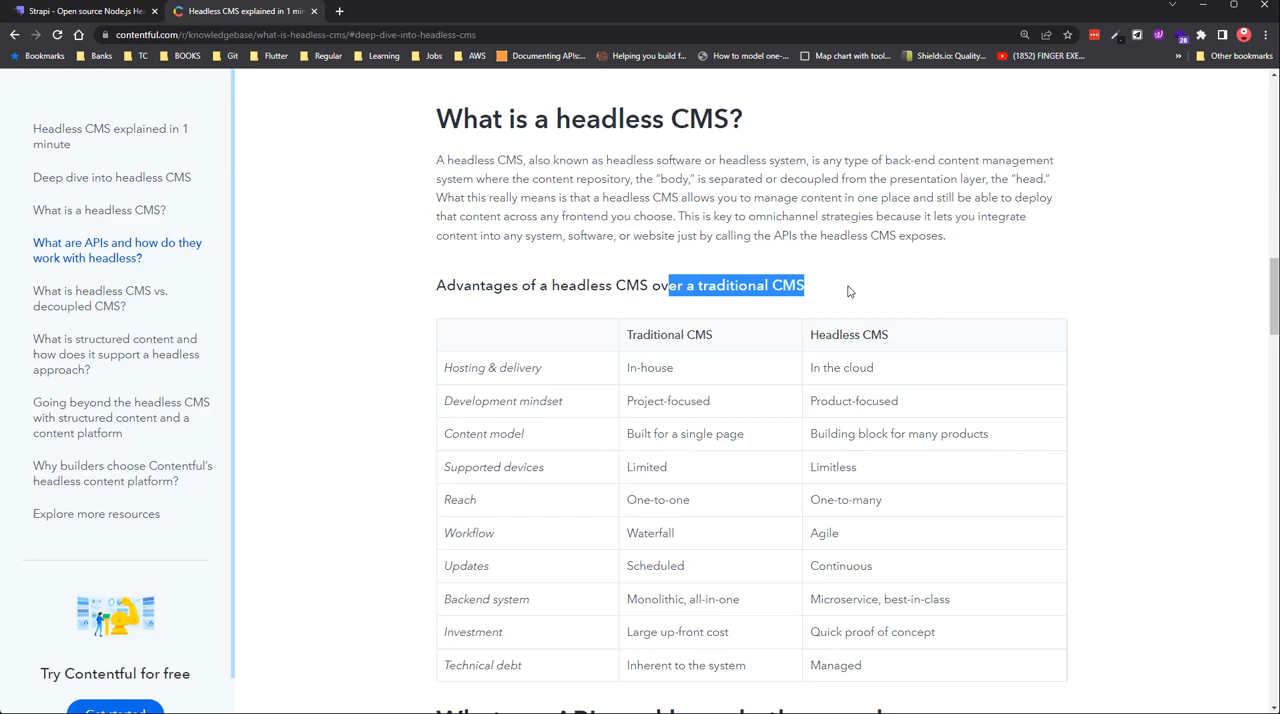 Strapi - Open source Nodejs Hea
Headless CMS explained in 1 min
contentful.com/r/knowledgebase/what-is-headless-cms/#deep-dive-into-headless-cms
28
Bookmarks
Banks
TC
BOOKS
Git
Flutter
Regular
Learning
Jobs
AWS
Documenting APIs:...
Helping you build f...
How to model one-...
Map chart with tool...
Shields.io: Quality...
(1852) FINGER EXE...
Other bookmarks
Headless CMS explained in 1
minute
Deep dive into headless CMS
What is a headless CMS?
What are APIs and how do they
work with headless?
What is headless CMS vs.
decoupled CMS?
What is structured content and
how does it support a headless
approach?
Going beyond the headless CMS
with structured content and a
content platform
Why builders choose Contentful's
headless content platform?
Explore more resources
Try Contentful for free
Get started
What is a headless CMS?
A headless CMS, also known as headless software or headless system, is any type of back-end content management
system where the content repository, the "body," is separated or decoupled from the presentation layer, the "head."
What this really means is that a headless CMS allows you to manage content in one place and still be able to deploy
that content across any frontend you choose. This is key to omnichannel strategies because it lets you integrate
content into any system, software, or website just by calling the APIs the headless CMS exposes.
Advantages of a headless CMS over a traditional CMS
Traditional CMS Headless CMS
Hosting & delivery In-house In the cloud
Development mindset Project-focused Product-focused
Content model Built for a single page Building block for many products
Supported devices Limited Limitless
Reach One-to-one One-to-many
Workflow Waterfall Agile
Updates Scheduled Continuous
Backend system Monolithic, all-in-one Microservice, best-in-class
Investment Large up-front cost Quick proof of concept
Technical debt Inherent to the system Managed